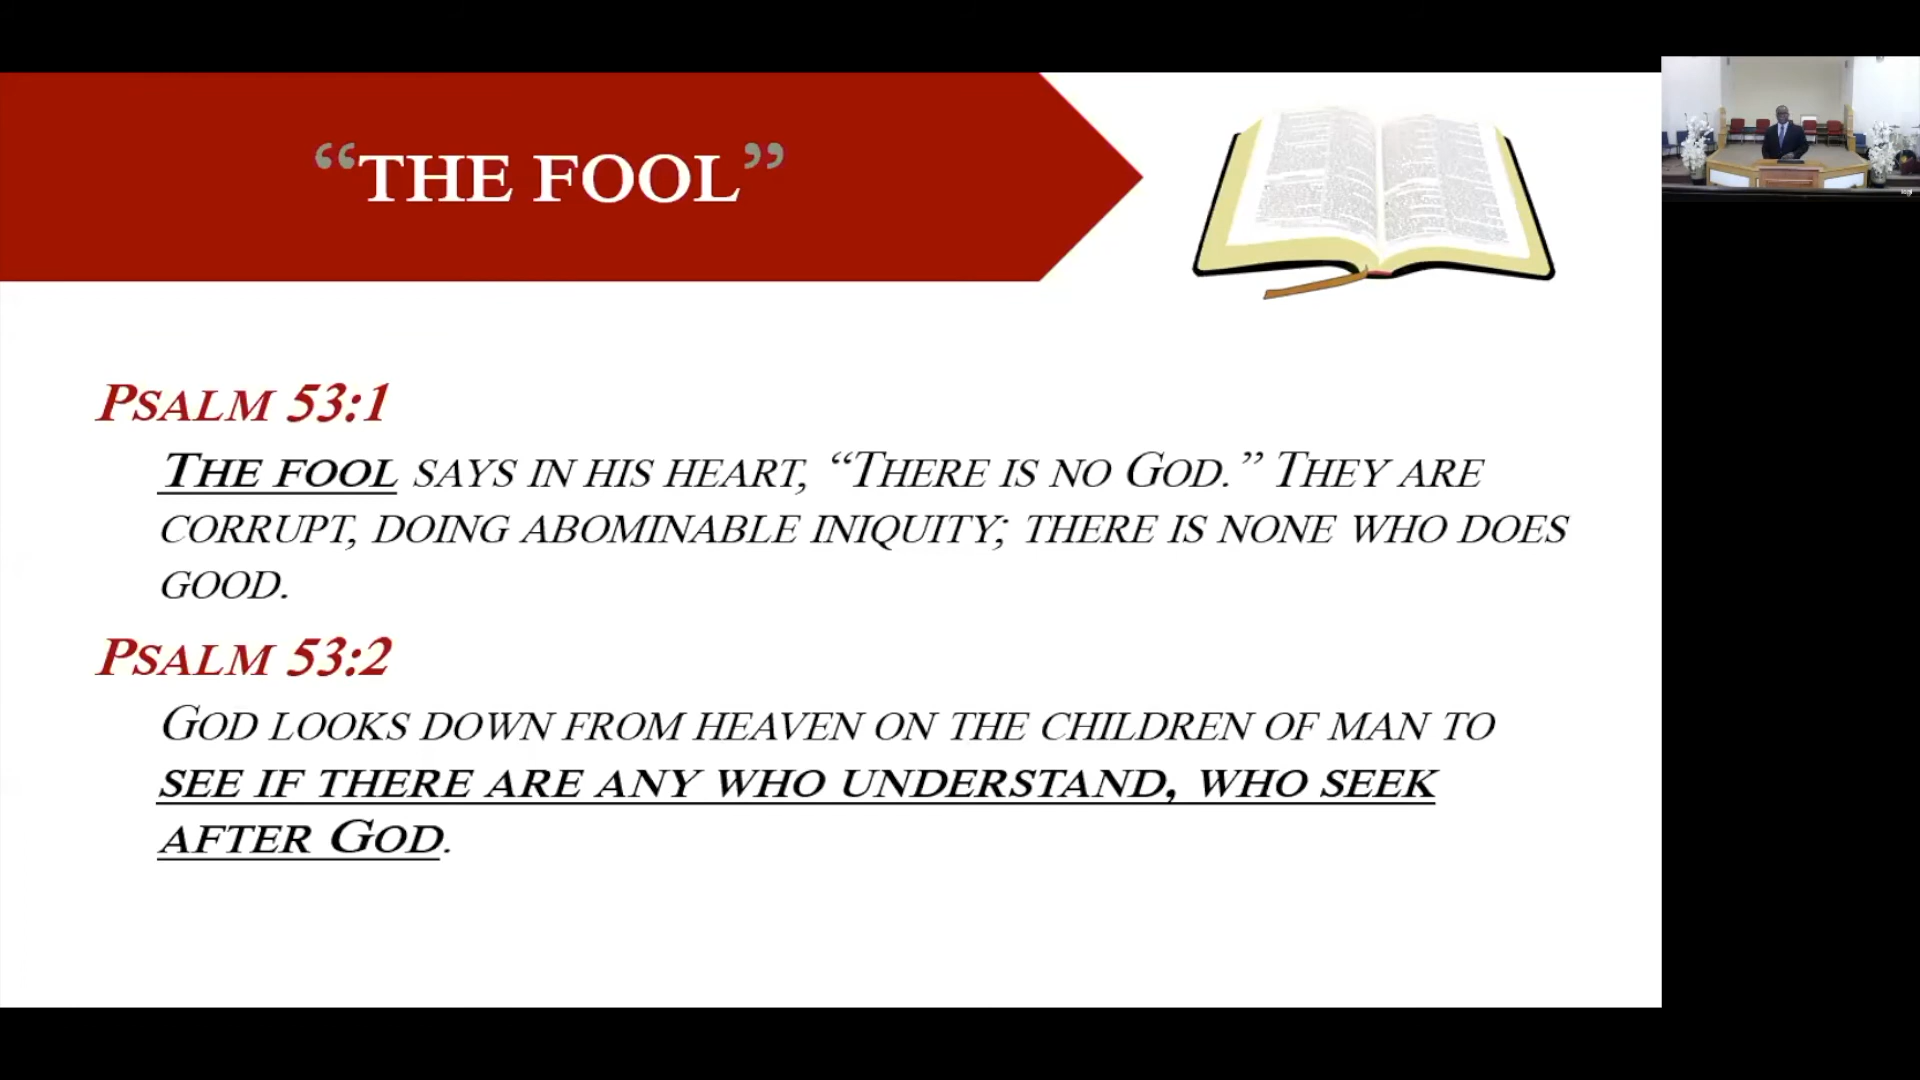 “THE FOOL”
PSALM 53:1
THE FOOL SAYS IN HIS HEART, “THERE IS NO GOD.” THEY ARE
CORRUPT, DOING ABOMINABLE INIQUITY; THERE IS NONE WHO DOES
GOOD.
PSALM 53:2
GOD LOOKS DOWN FROM HEAVEN ON THE CHILDREN OF MAN TO
SEE IF THERE ARE ANY WHO UNDERSTAND, WHO SEEK
AFTER GOD.